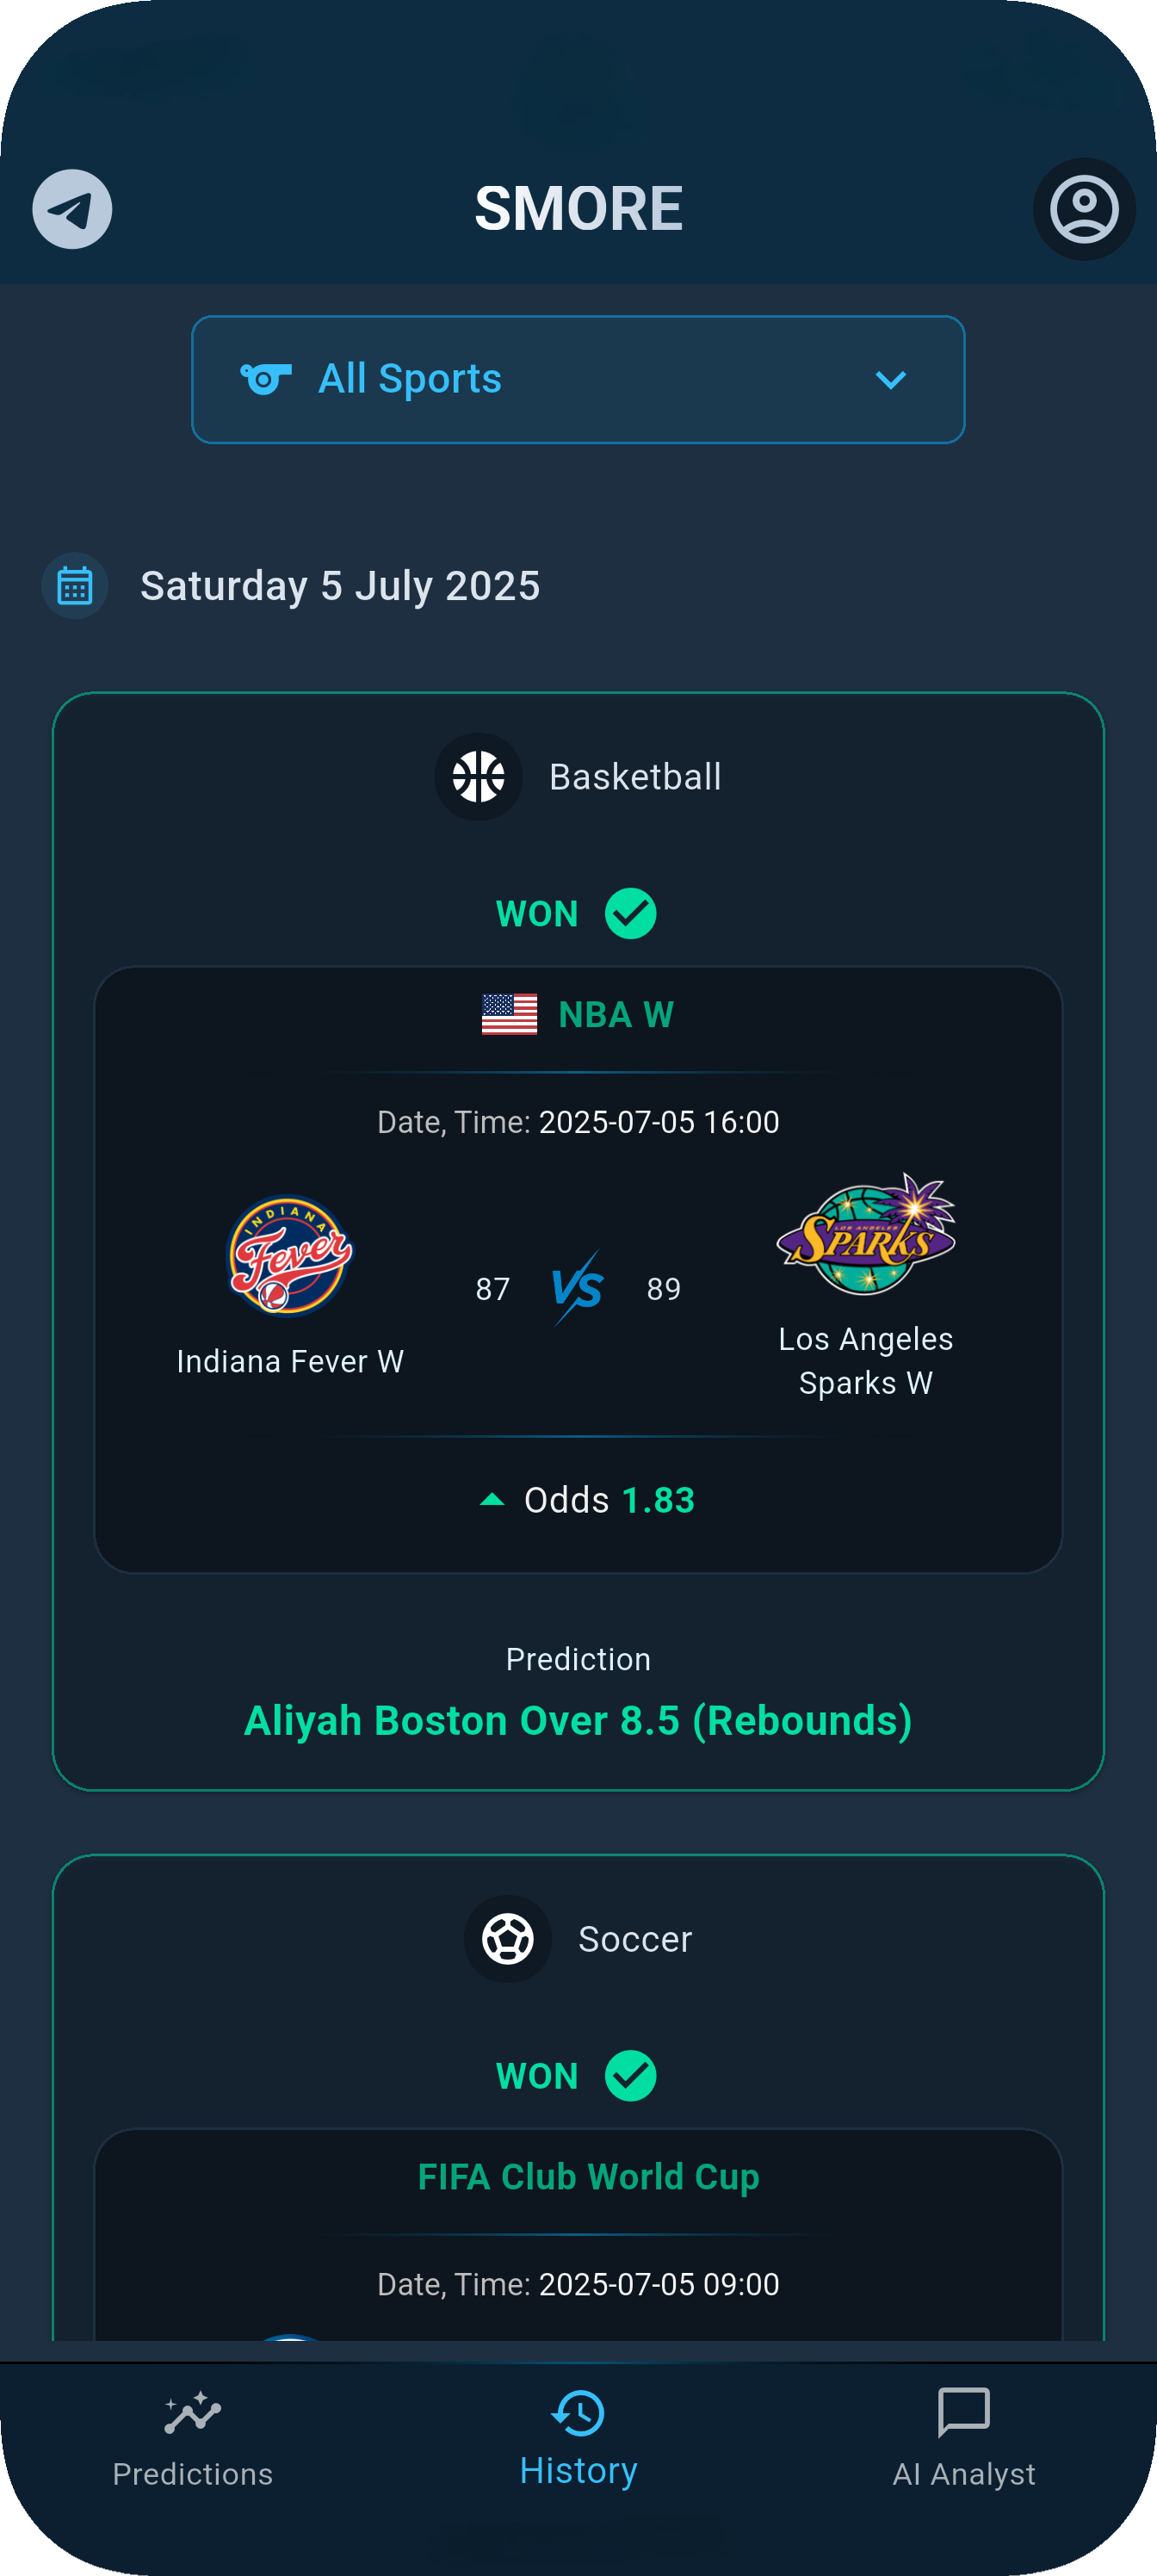 SMORE
All Sports
Saturday 5 July 2025
Basketball
WON
NBA W
Date, Time: 2025-07-05 16:00
INDIANA
Fever
LOS ANGELES
SPARKS
87 VS 89
Indiana Fever W
Los Angeles
Sparks W
Odds 1.83
Prediction
Aliyah Boston Over 8.5 (Rebounds)
Soccer
WON
FIFA Club World Cup
Date, Time: 2025-07-05 09:00
Predictions
History
AI Analyst